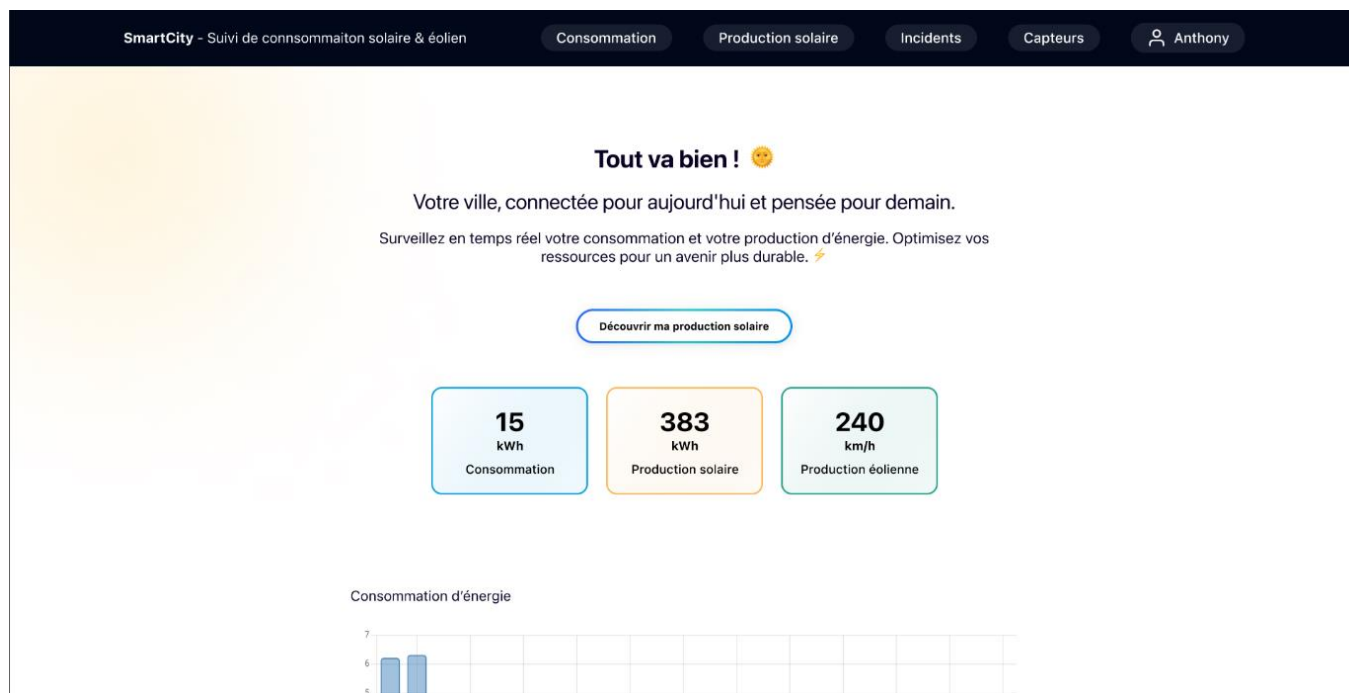 SmartCity - Suivi de connsommaiton solaire & éolien
Consommation
Production solaire
Incidents
Capteurs
Anthony
Tout va bien ! 🌞
Votre ville, connectée pour aujourd'hui et pensée pour demain.
Surveillez en temps réel votre consommation et votre production d'énergie. Optimisez vos
ressources pour un avenir plus durable. ⚡
Découvrir ma production solaire
15
kWh
Consommation
383
kWh
Production solaire
240
km/h
Production éolienne
Consommation d'énergie
7
6
5